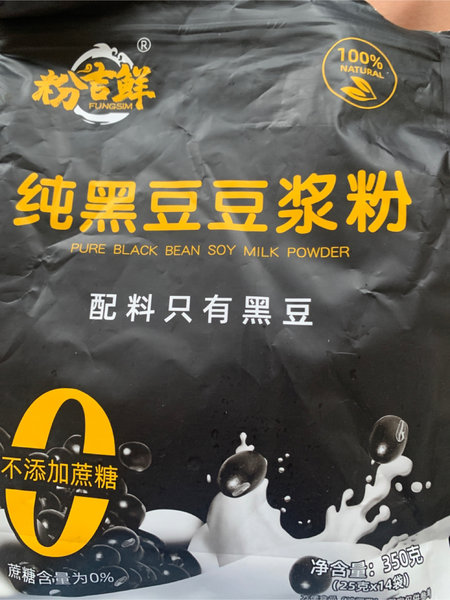 粉吉鲜®
FUNGSIM
100%
NATURAL
纯黑豆豆浆粉
PURE BLACK BEAN SOY MILK POWDER
配料只有黑豆
0
不添加蔗糖
蔗糖含量为0%
净含量：350克
(25克x14袋)